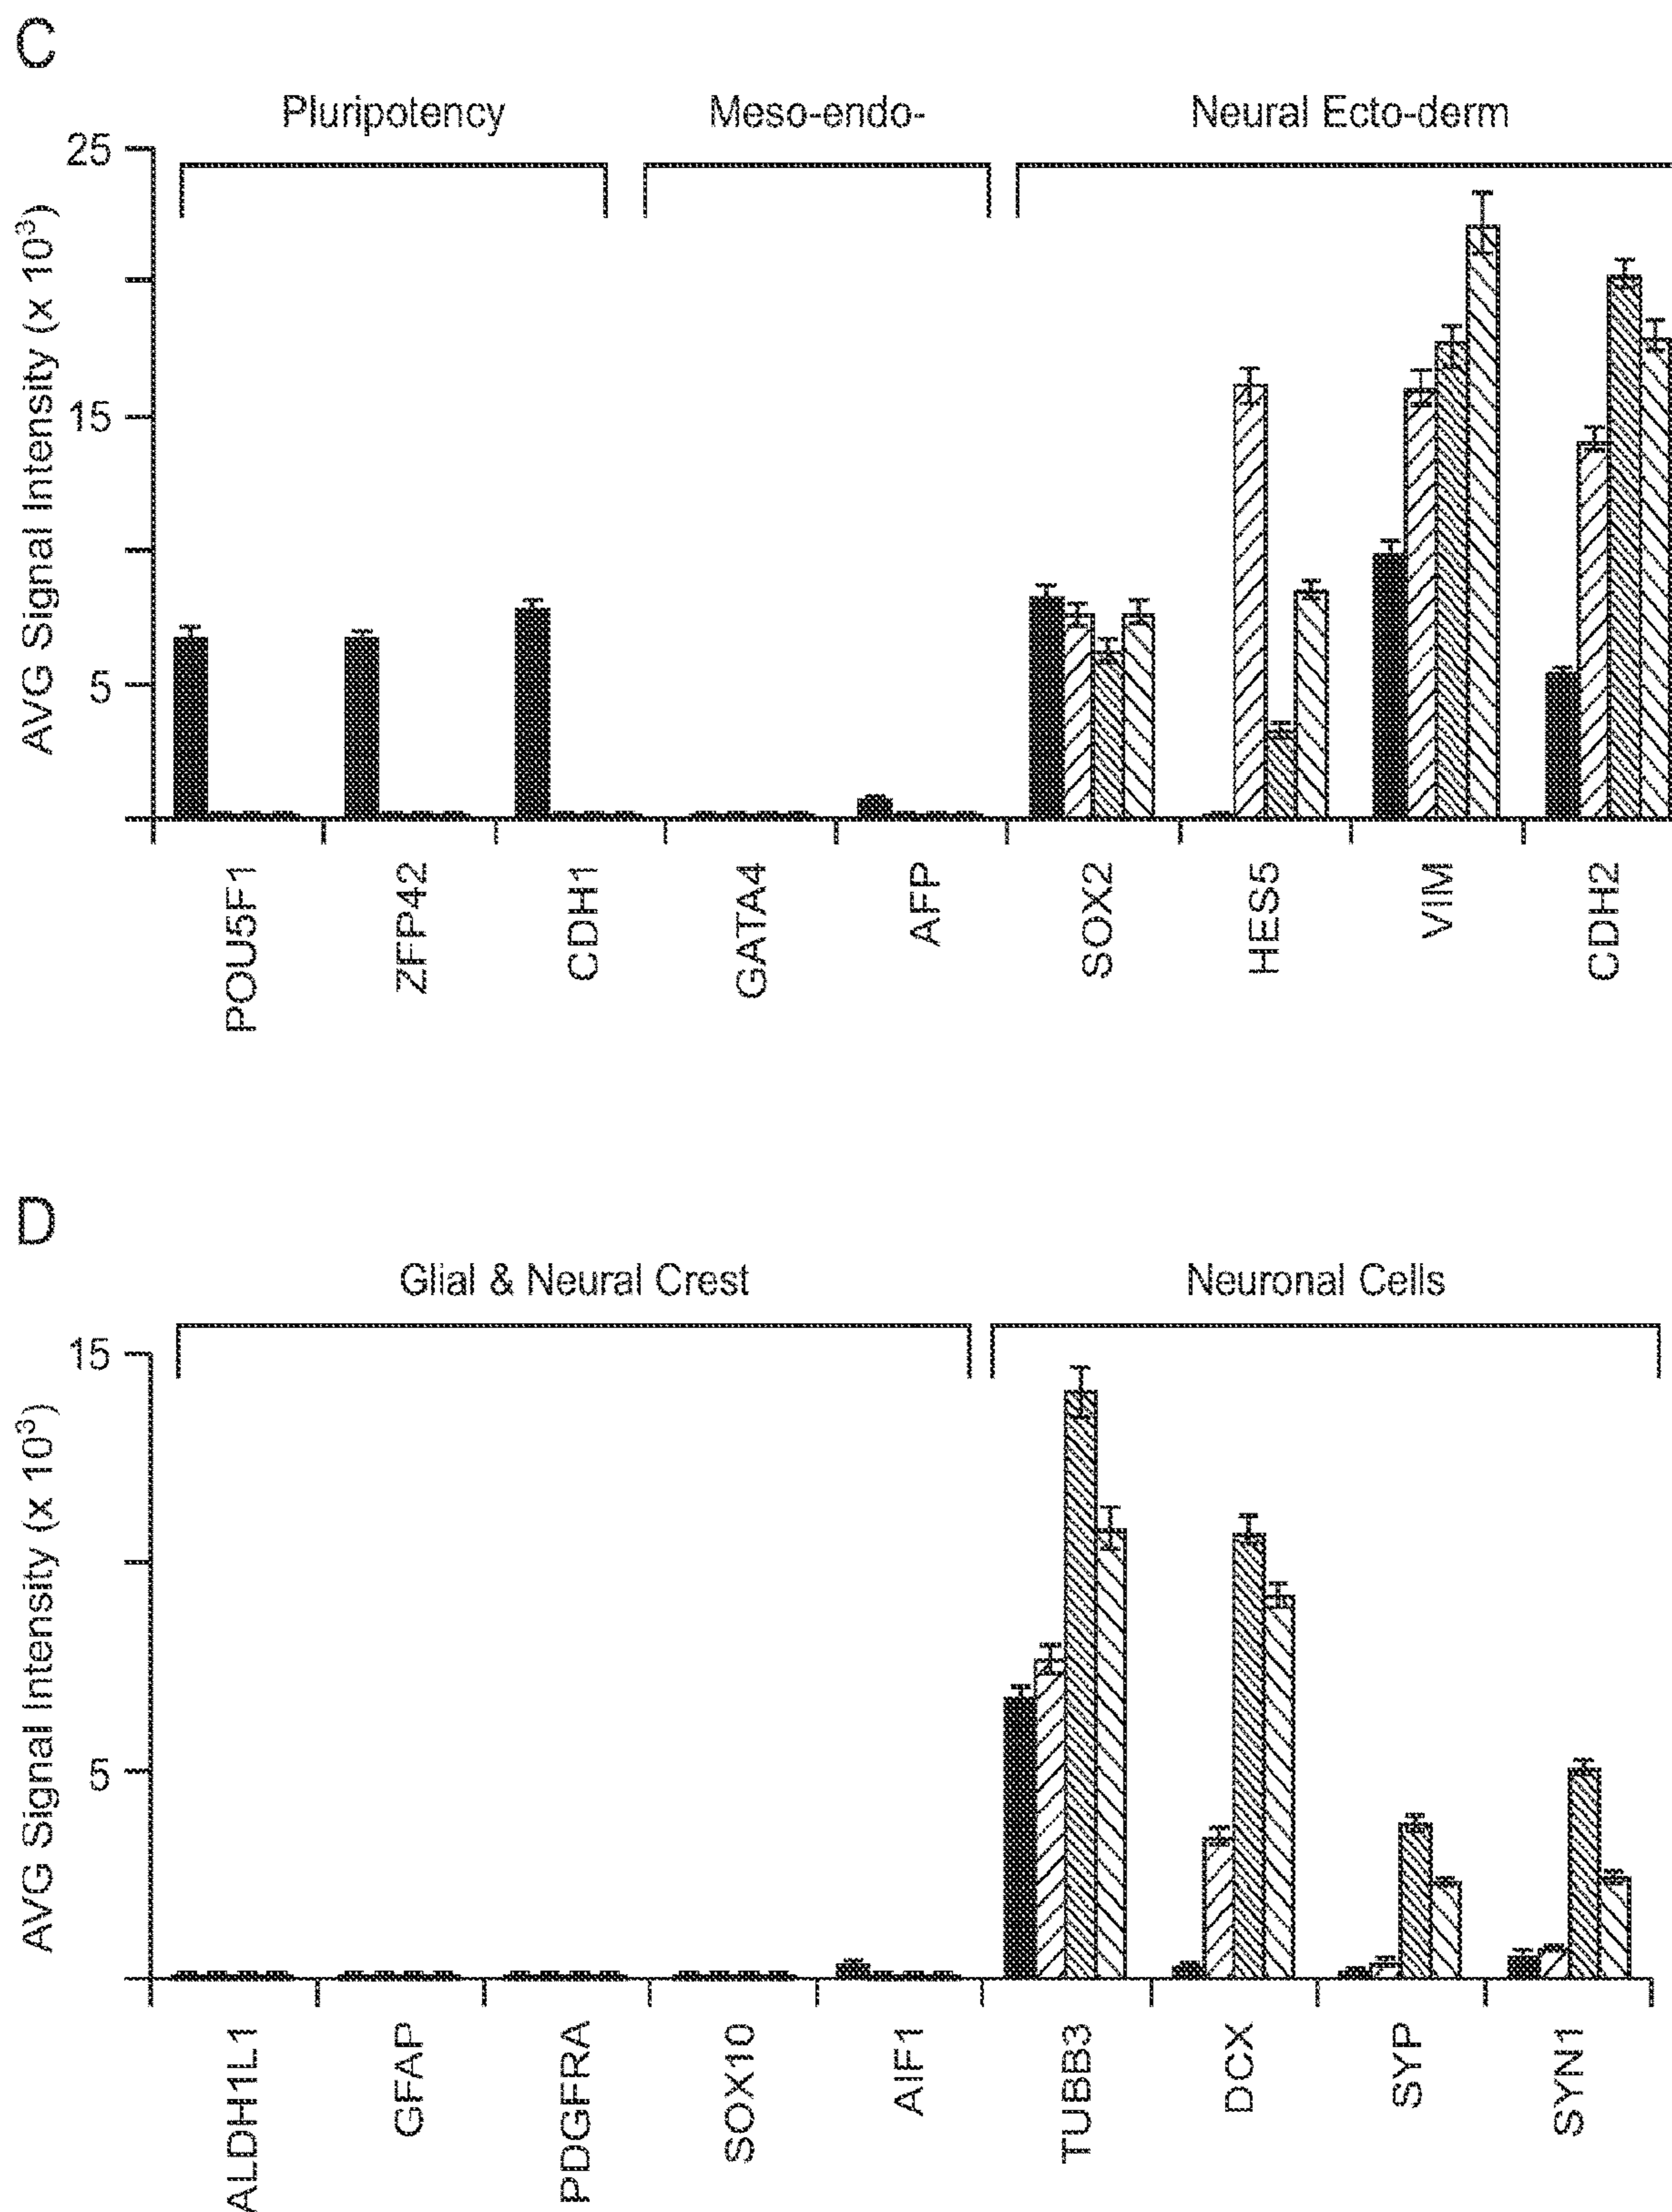 C
Pluripotency Meso-endo- Neural Ecto-derm
25
15
5
AVG Signal Intensity (x 10³)
POU5F1 ZFP42 CDH1 GATA4 AFP SOX2 HES5 VIM CDH2
D
Glial & Neural Crest Neuronal Cells
15
5
AVG Signal Intensity (x 10³)
ALDH1L1 GFAP PDGFRA SOX10 AIF1 TUBB3 DCX SYP SYN1